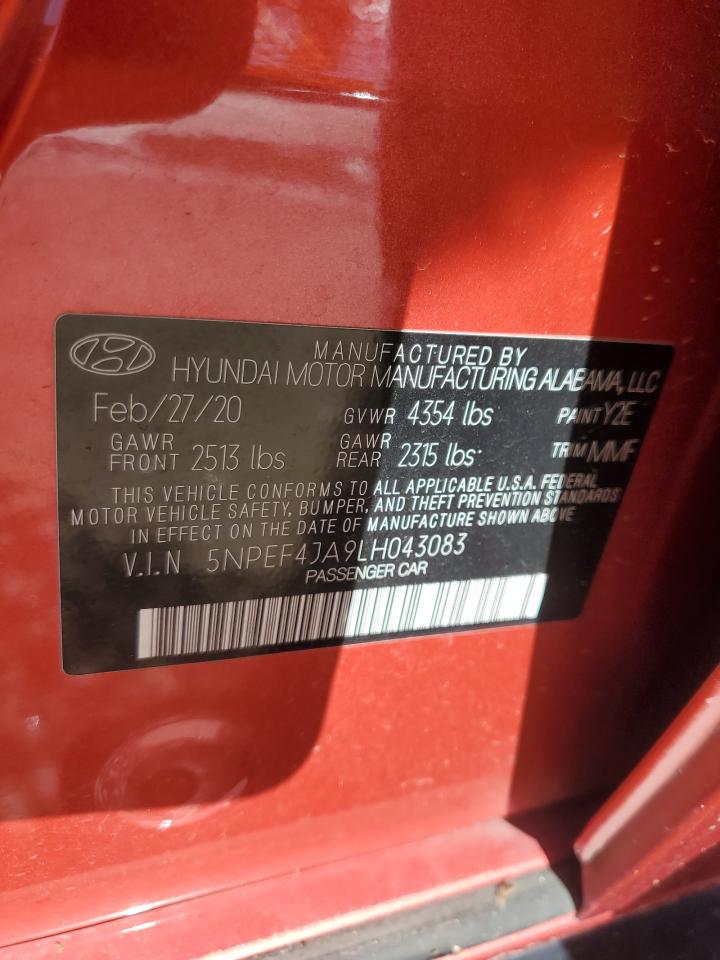 MANUFACTURED BY
HYUNDAI MOTOR MANUFACTURING ALABAMA, LLC
Feb/27/20 GVWR 4354 lbs PAINT Y2E
GAWR FRONT 2513 lbs GAWR REAR 2315 lbs TRIM MMF
THIS VEHICLE CONFORMS TO ALL APPLICABLE U.S.A. FEDERAL
MOTOR VEHICLE SAFETY, BUMPER, AND THEFT PREVENTION STANDARDS
IN EFFECT ON THE DATE OF MANUFACTURE SHOWN ABOVE
V.I.N 5NPEF4JA9LH043083
PASSENGER CAR